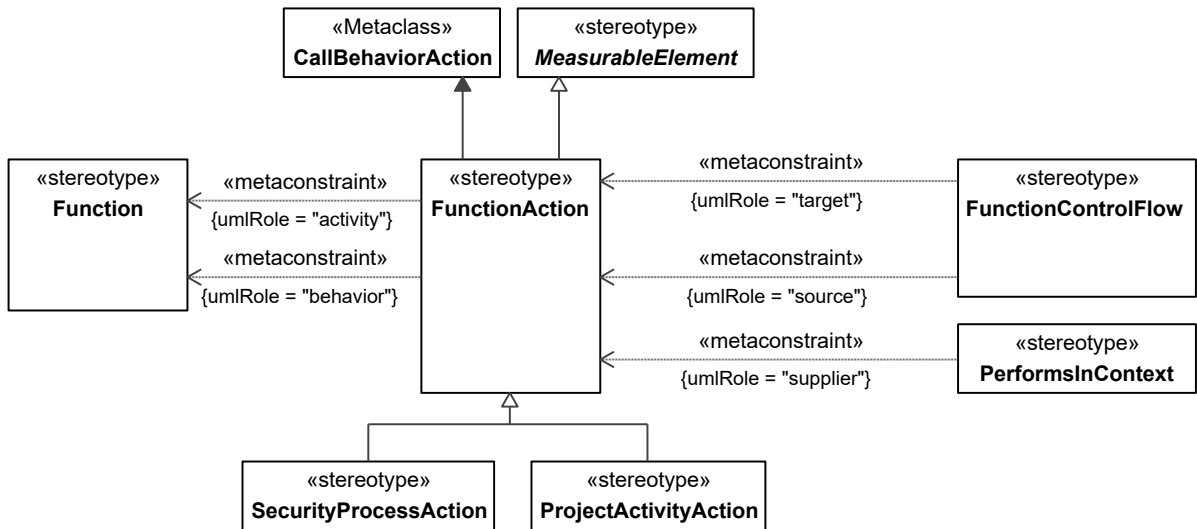 «Metaclass»
CallBehaviorAction
«stereotype»
MeasurableElement
«stereotype»
Function
«metaconstraint»
{umlRole = "activity"}
«metaconstraint»
{umlRole = "behavior"}
«stereotype»
FunctionAction
«metaconstraint»
{umlRole = "target"}
«metaconstraint»
{umlRole = "source"}
«metaconstraint»
{umlRole = "supplier"}
«stereotype»
FunctionControlFlow
«stereotype»
PerformsInContext
«stereotype»
SecurityProcessAction
«stereotype»
ProjectActivityAction